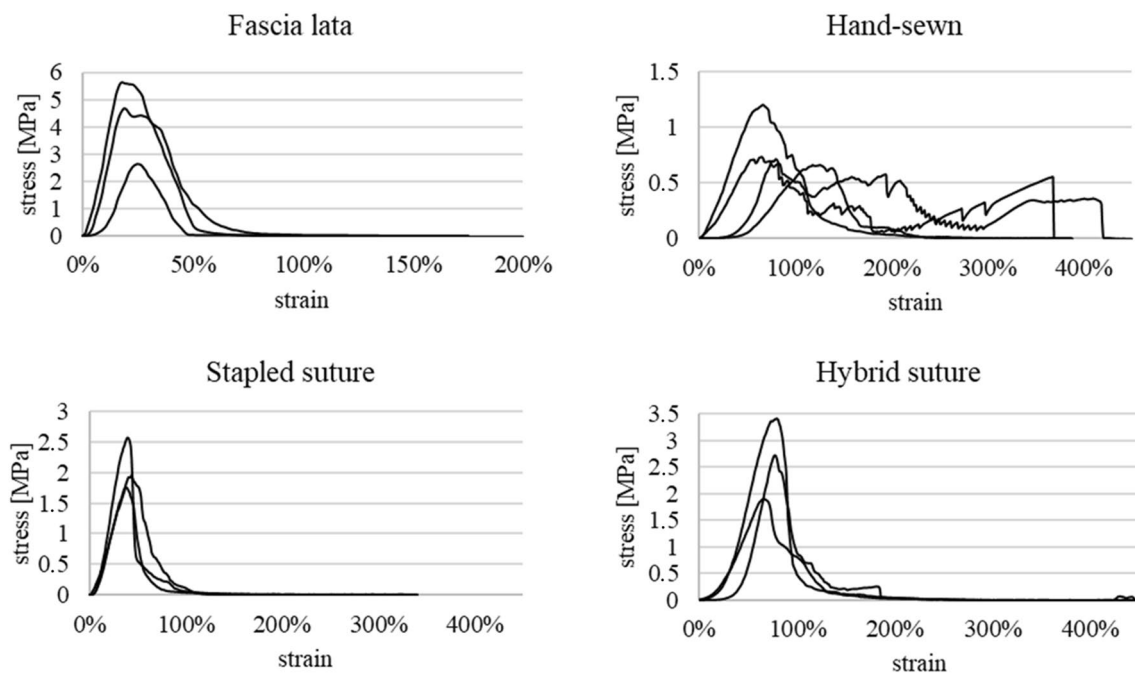 Fascia lata
6
5
4
3
2
1
0
stress [MPa]
0% 50% 100% 150% 200%
strain
Hand-sewn
1.5
1
0.5
0
stress [MPa]
0% 100% 200% 300% 400%
strain
Stapled suture
3
2.5
2
1.5
1
0.5
0
stress [MPa]
0% 100% 200% 300% 400%
strain
Hybrid suture
3.5
3
2.5
2
1.5
1
0.5
0
stress [MPa]
0% 100% 200% 300% 400%
strain